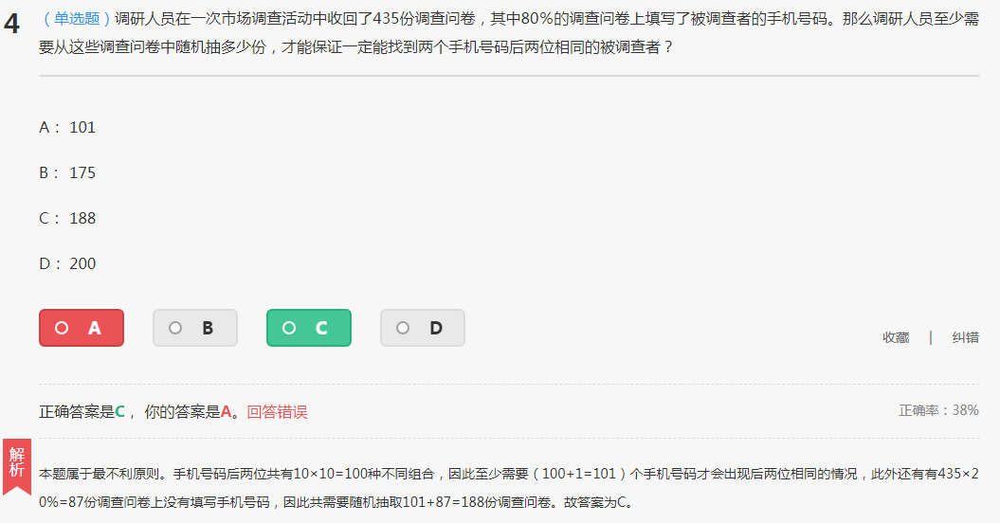 4
（单选题）调研人员在一次市场调查活动中收回了435份调查问卷，其中80%的调查问卷上填写了被调查者的手机号码。那么调研人员至少需
要从这些调查问卷中随机抽多少份，才能保证一定能找到两个手机号码后两位相同的被调查者？
A： 101
B： 175
C： 188
D： 200
A B C D
收藏 | 纠错
正确答案是C， 你的答案是A。回答错误
正确率：38%
解析
本题属于最不利原则。手机号码后两位共有10×10=100种不同组合，因此至少需要（100+1=101）个手机号码才会出现后两位相同的情况，此外还有有435×2
0%=87份调查问卷上没有填写手机号码，因此共需要随机抽取101+87=188份调查问卷。故答案为C。